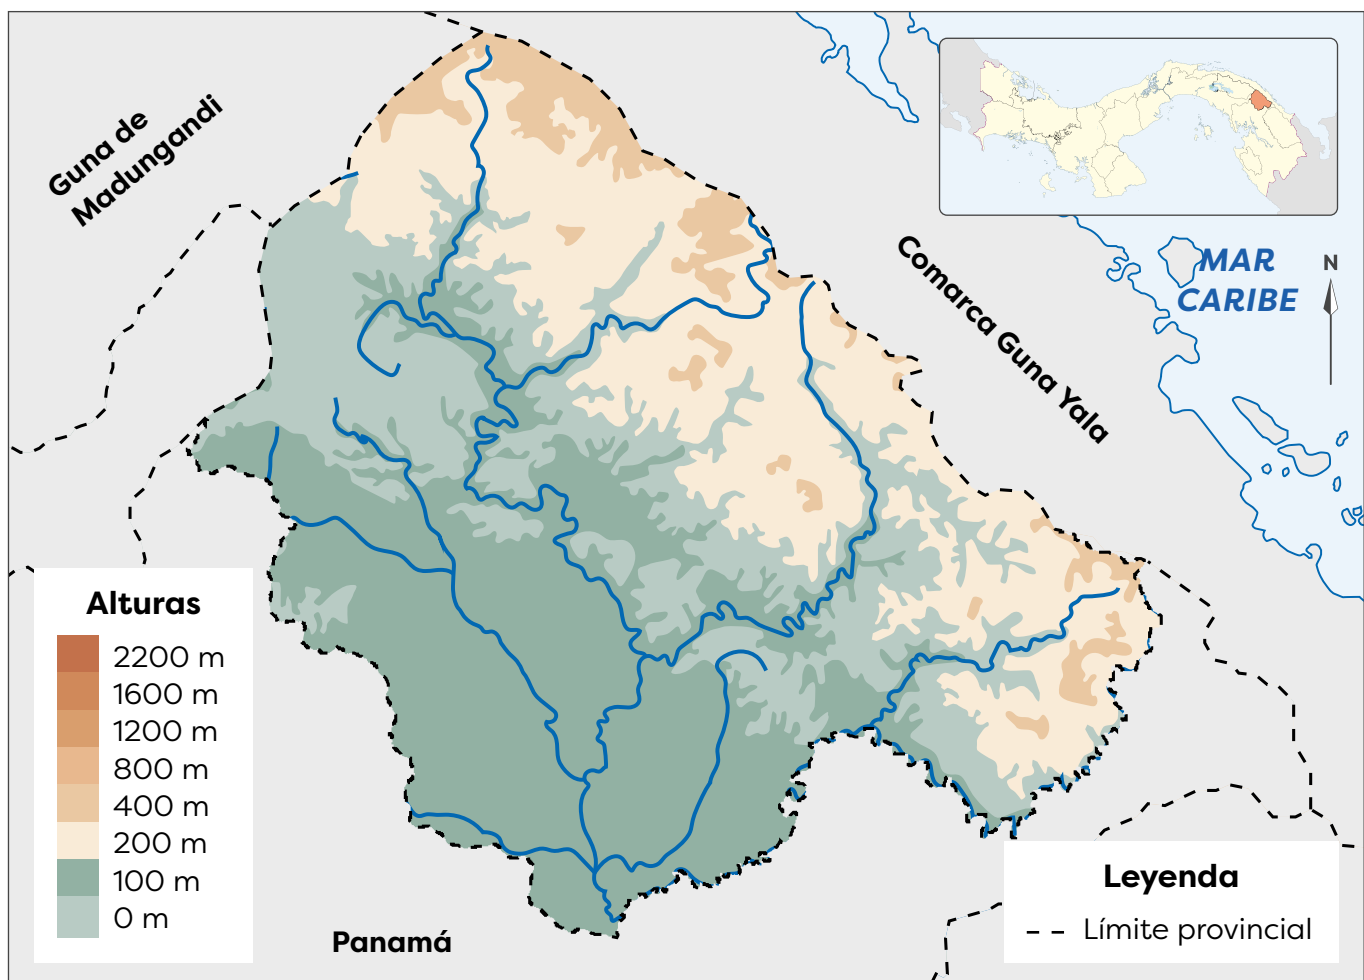 Guna de
Madungandi
Comarca Guna Yala
MAR
CARIBE
N
Alturas
2200 m
1600 m
1200 m
800 m
400 m
200 m
100 m
0 m
Panamá
Leyenda
Límite provincial